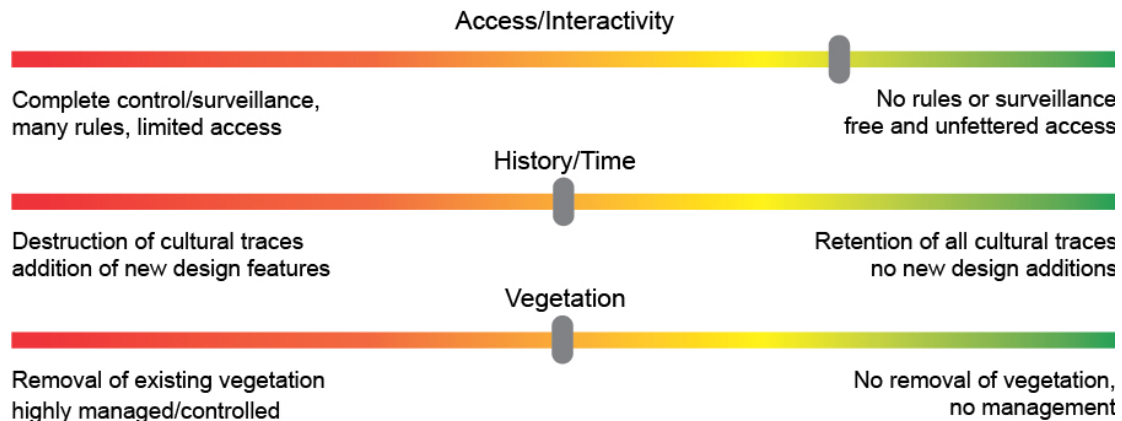 Access/Interactivity
Complete control/surveillance,
many rules, limited access
No rules or surveillance
free and unfettered access
History/Time
Destruction of cultural traces
addition of new design features
Retention of all cultural traces
no new design additions
Vegetation
Removal of existing vegetation
highly managed/controlled
No removal of vegetation,
no management